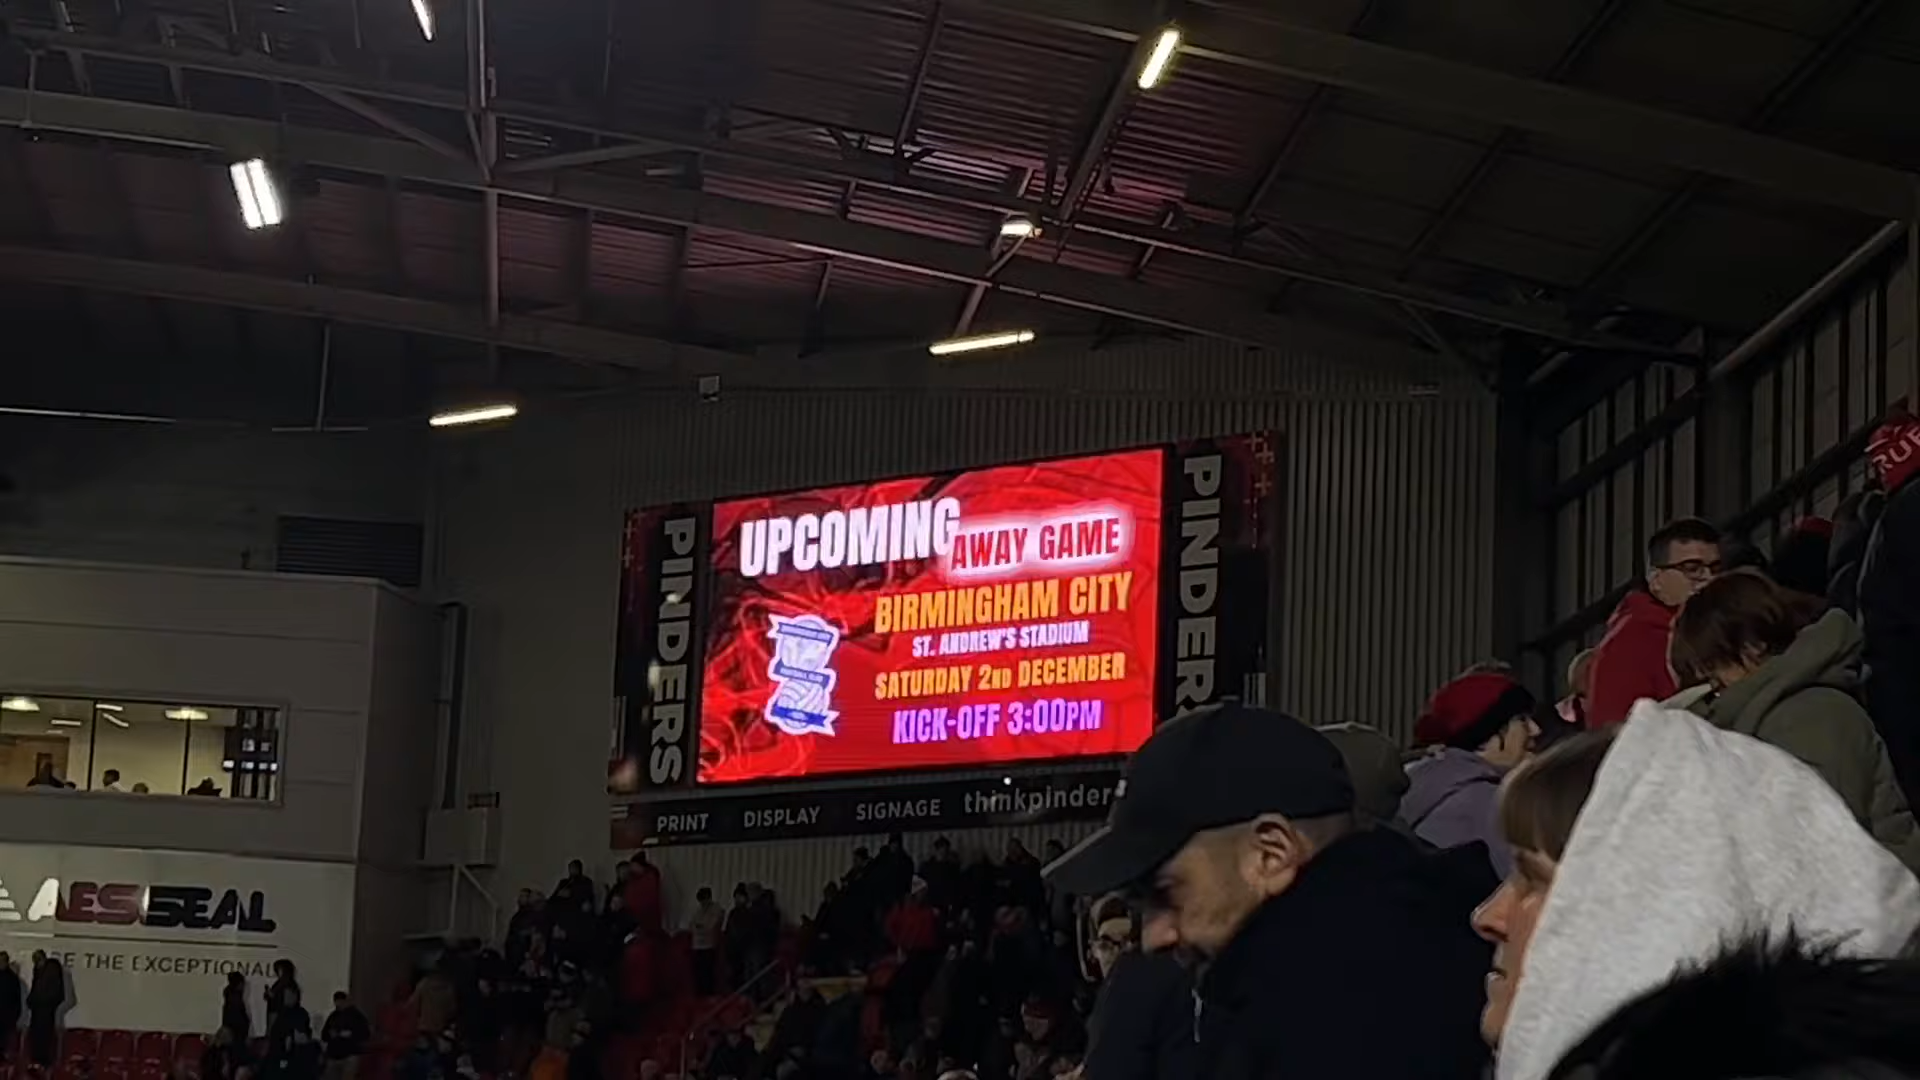 UPCOMING
AWAY GAME
BIRMINGHAM CITY
ST. ANDREW'S STADIUM
SATURDAY 2ND DECEMBER
KICK-OFF 3:00PM
PINDERS
PINDERS
PRINT DISPLAY SIGNAGE thinkpinders
AESSEAL
THE EXCEPTIONAL